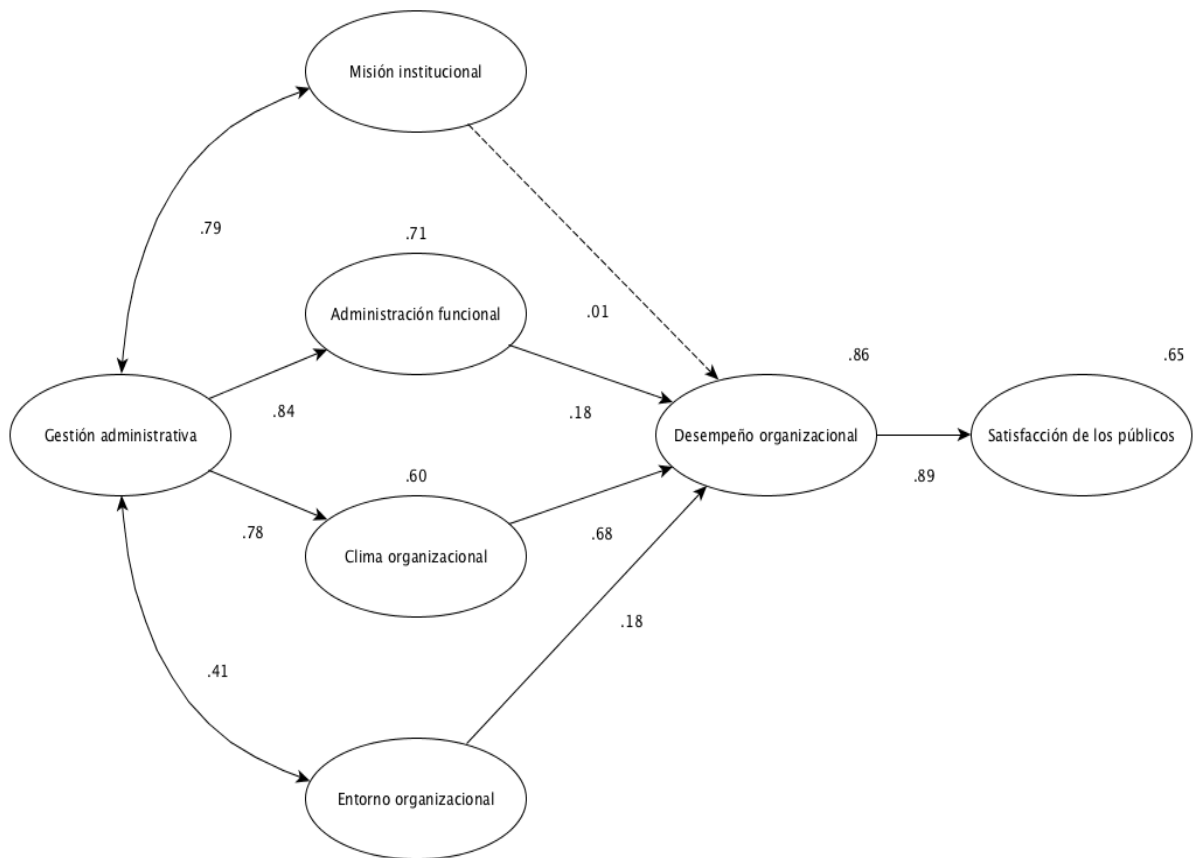 Misión institucional
.79
.71
Administración funcional
.01
.86
.65
.84
.18
Gestión administrativa
Desempeño organizacional
Satisfacción de los públicos
.60
.89
.78
.68
Clima organizacional
.18
.41
Entorno organizacional